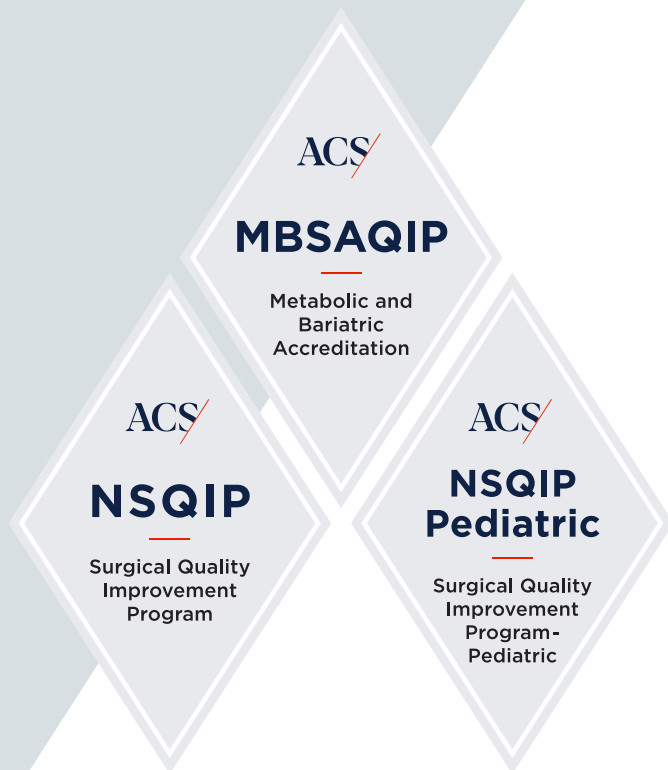 ACS
MBSAQIP
Metabolic and
Bariatric
Accreditation
ACS
NSQIP
Surgical Quality
Improvement
Program
ACS
NSQIP
Pediatric
Surgical Quality
Improvement
Program-
Pediatric